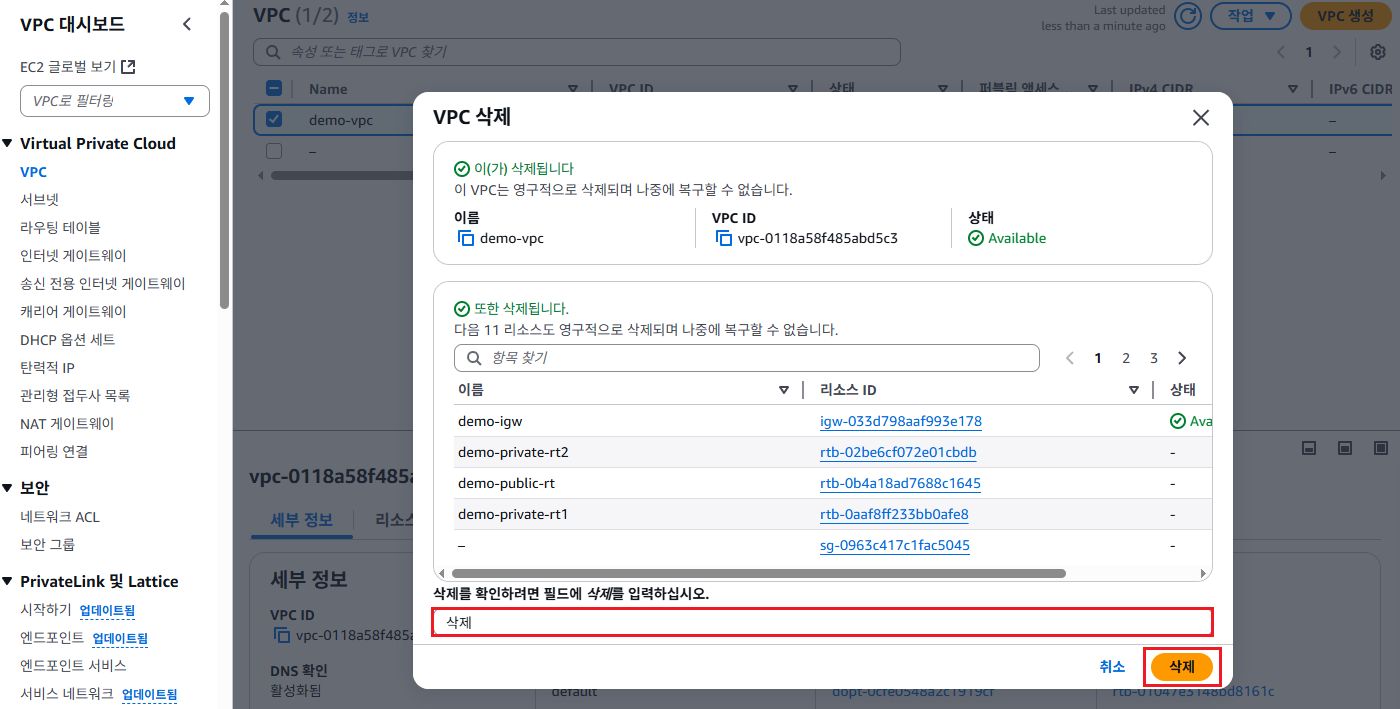 VPC 대시보드
EC2 글로벌 보기
VPC로 필터링
Virtual Private Cloud
VPC
서브넷
라우팅 테이블
인터넷 게이트웨이
송신 전용 인터넷 게이트웨이
캐리어 게이트웨이
DHCP 옵션 세트
탄력적 IP
관리형 접두사 목록
NAT 게이트웨이
피어링 연결
보안
네트워크 ACL
보안 그룹
PrivateLink 및 Lattice
시작하기 업데이트됨
엔드포인트 업데이트됨
엔드포인트 서비스
서비스 네트워크 업데이트됨
VPC (1/2) 정보
Last updated
less than a minute ago
작업
VPC 생성
속성 또는 태그로 VPC 찾기
1
Name VPC ID 상태 퍼블릭 액세스 IPv4 CIDR IPv6 CIDR
demo-vpc –
– –
VPC 삭제
이(가) 삭제됩니다
이 VPC는 영구적으로 삭제되며 나중에 복구할 수 없습니다.
이름 VPC ID 상태
demo-vpc vpc-0118a58f485abd5c3 Available
또한 삭제됩니다.
다음 11 리소스도 영구적으로 삭제되며 나중에 복구할 수 없습니다.
항목 찾기
1 2 3
이름 리소스 ID 상태
demo-igw igw-033d798aaf993e178 Ava
demo-private-rt2 rtb-02be6cf072e01cbdb -
demo-public-rt rtb-0b4a18ad7688c1645 -
demo-private-rt1 rtb-0aaf8ff233bb0afe8 -
– sg-0963c417c1fac5045 -
삭제를 확인하려면 필드에 삭제를 입력하십시오.
삭제
취소 삭제
vpc-0118a58f485a
세부 정보 리소스
세부 정보
VPC ID
vpc-0118a58f485a
DNS 확인
활성화됨
default
dopt-0cfe0548a2c1919cf
rtb-01047e3148bd8161c